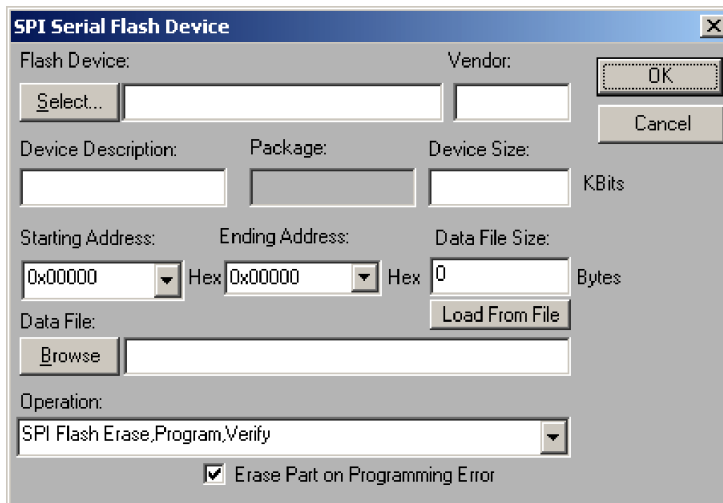 SPI Serial Flash Device
Flash Device:
Vendor:
OK
Select...
Cancel
Device Description:
Package:
Device Size:
KBits
Starting Address:
Ending Address:
Data File Size:
0x00000
Hex
0x00000
Hex
0
Bytes
Load From File
Data File:
Browse
Operation:
SPI Flash Erase,Program,Verify
Erase Part on Programming Error